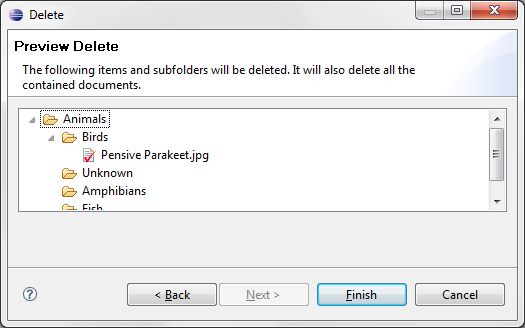 Delete
Preview Delete
The following items and subfolders will be deleted. It will also delete all the
contained documents.
Animals
Birds
Pensive Parakeet.jpg
Unknown
Amphibians
Fish
?
< Back
Next >
Finish
Cancel